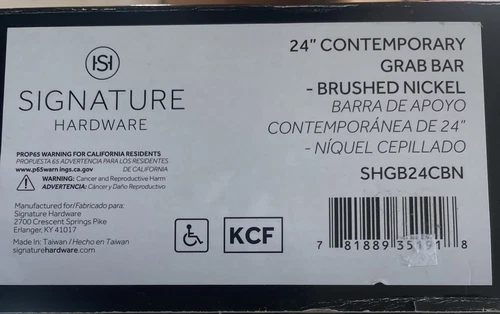 SH
SIGNATURE
HARDWARE
24" CONTEMPORARY
GRAB BAR
- BRUSHED NICKEL
BARRA DE APOYO
CONTEMPORÁNEA DE 24"
- NÍQUEL CEPILLADO
SHGB24CBN
PROP65 WARNING FOR CALIFORNIA RESIDENTS
PROPUESTA 65 ADVERTENCIA PARA LOS RESIDENTES
www.p65warnings.ca.gov DE CALIFORNIA
WARNING: Cancer and Reproductive Harm
ADVERTENCIA: Cáncer y Daño Reproductivo
Manufactured for/Fabricado para:
Signature Hardware
2700 Crescent Springs Pike
Erlanger, KY 41017
Made in Taiwan / Hecho en Taiwan
signaturehardware.com
KCF
7 81889 35191 8